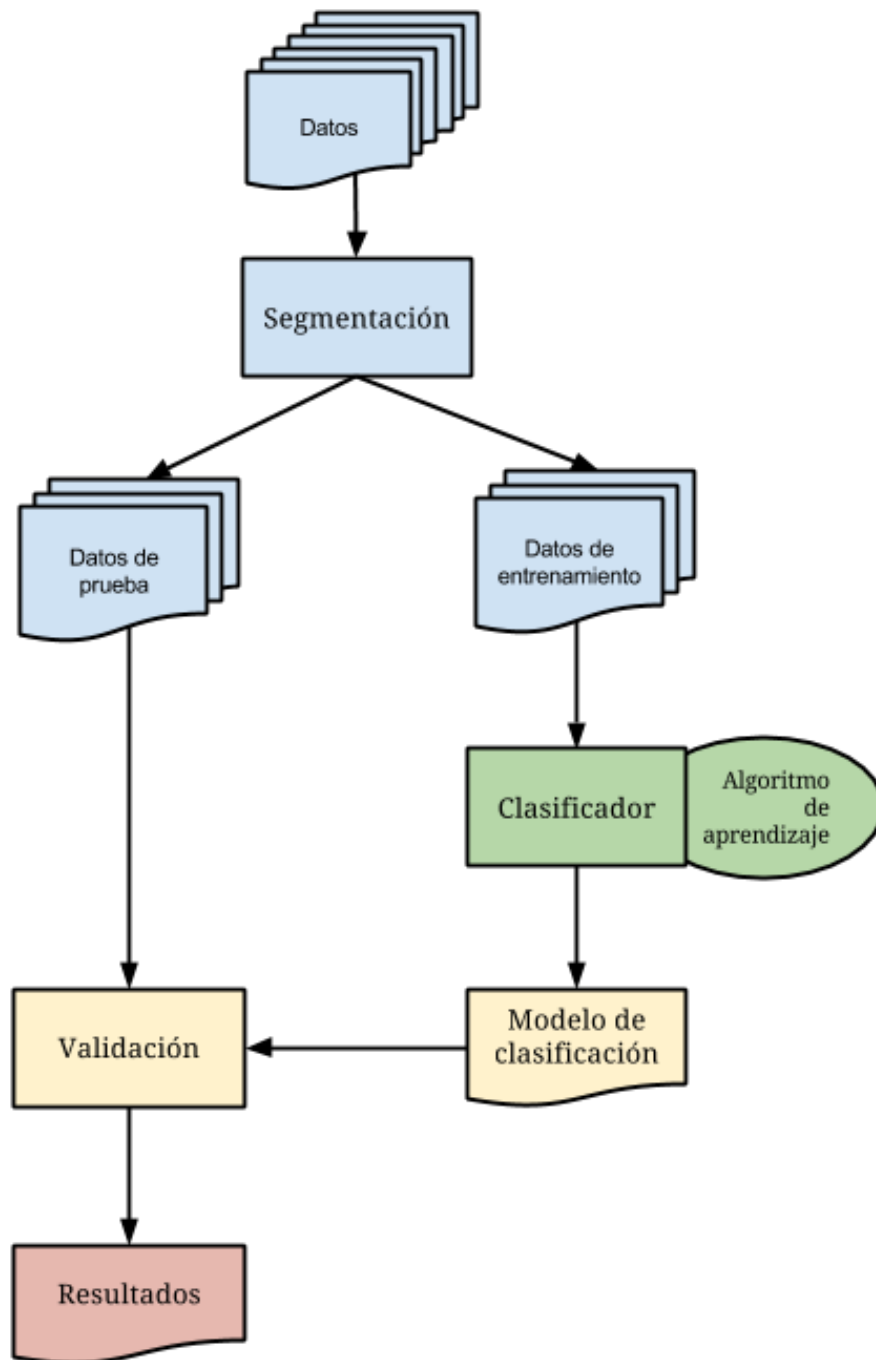 Datos
Segmentación
Datos de
prueba
Datos de
entrenamiento
Clasificador
Algoritmo
de
aprendizaje
Validación
Modelo de
clasificación
Resultados